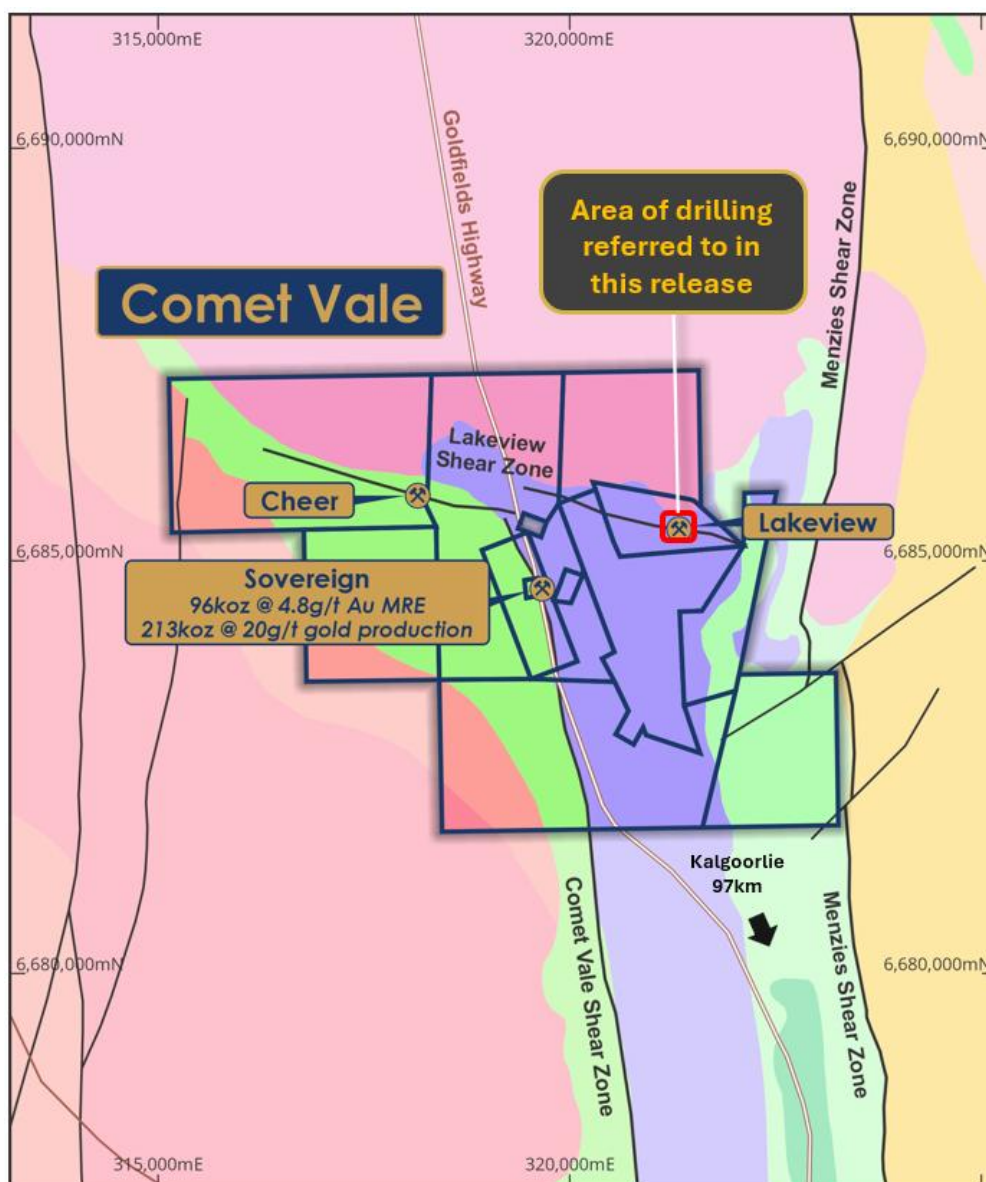 315,000mE
320,000mE
6,690,000mN
6,690,000mN
Goldfields Highway
Area of drilling
referred to in
this release
Menzies Shear Zone
Comet Vale
Lakeview
Shear Zone
Cheer
Lakeview
6,685,000mN
6,685,000mN
Sovereign
96koz @ 4.8g/t Au MRE
213koz @ 20g/t gold production
Kalgoorlie
97km
Comet Vale Shear Zone
Menzies Shear Zone
6,680,000mN
6,680,000mN
315,000mE
320,000mE